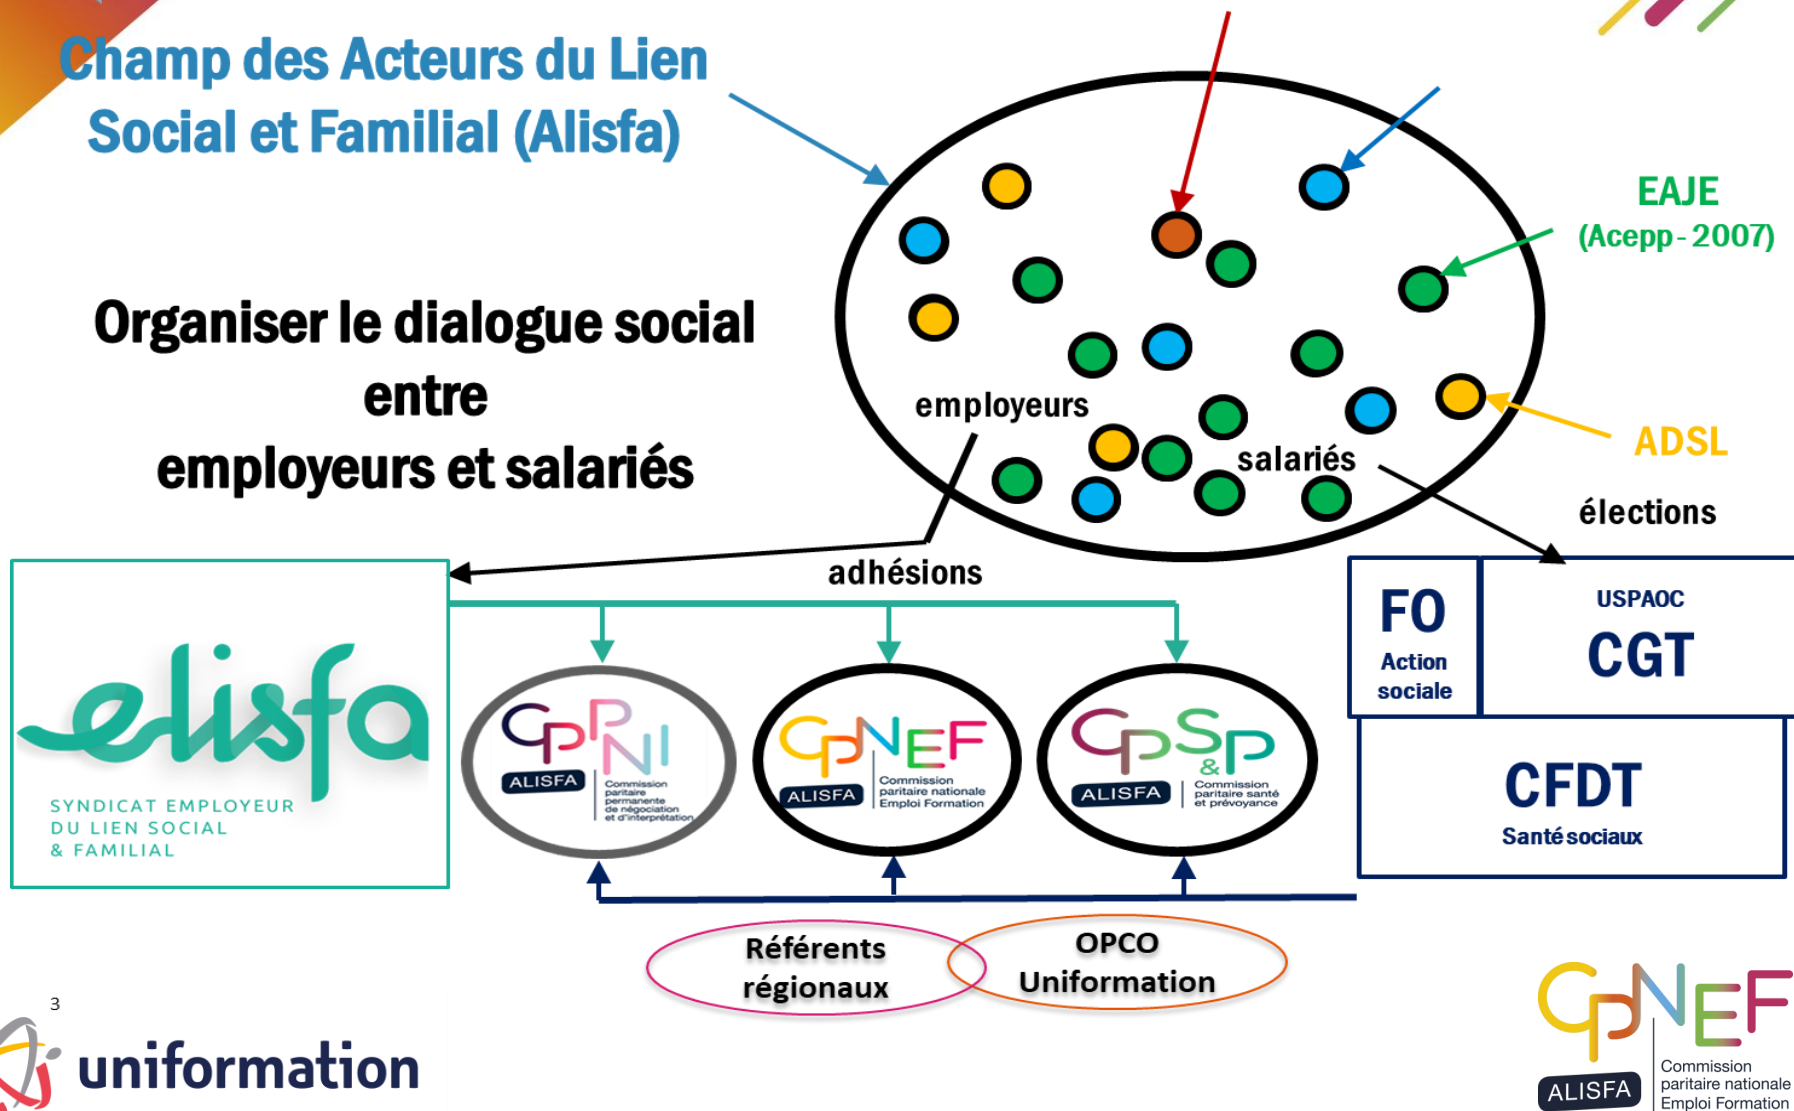 Champ des Acteurs du Lien
Social et Familial (Alisfa)
EAJE
(Acepp - 2007)
Organiser le dialogue social
entre
employeurs et salariés
employeurs
salariés
ADSL
élections
adhésions
elisfa
SYNDICAT EMPLOYEUR
DU LIEN SOCIAL
& FAMILIAL
CPPNI
ALISFA
Commission
paritaire
permanente
de négociation
et d'interprétation
CPNEF
ALISFA
Commission
paritaire nationale
Emploi Formation
CPS&P
ALISFA
Commission
paritaire santé
et prévoyance
FO
Action
sociale
USPAOC
CGT
CFDT
Santé sociaux
Référents
régionaux
OPCO
Uniformation
3
uniformation
CPNEF
ALISFA
Commission
paritaire nationale
Emploi Formation